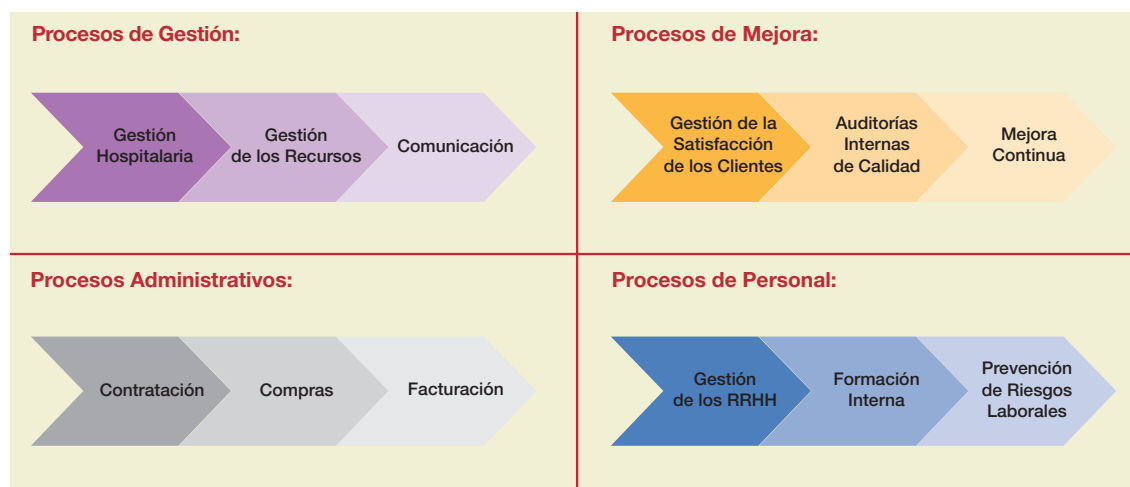 Procesos de Gestión:
Gestión
Hospitalaria
Gestión
de los Recursos
Comunicación
Procesos de Mejora:
Gestión de la
Satisfacción
de los Clientes
Auditorías
Internas
de Calidad
Mejora
Continua
Procesos Administrativos:
Contratación
Compras
Facturación
Procesos de Personal:
Gestión
de los RRHH
Formación
Interna
Prevención
de Riesgos
Laborales